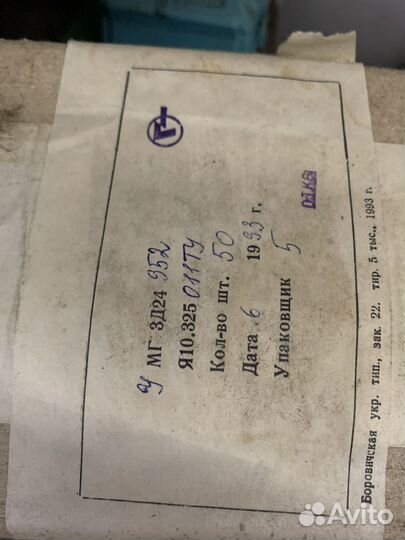 У МГ 3Д24 952
Я10.325 011ТУ
Кол-во шт. 50
Дата 6 1993 г.
Упаковщик 5
Боровичская укр. тип., зак. 22, тир. 5 тыс., 1993 г.
Avito